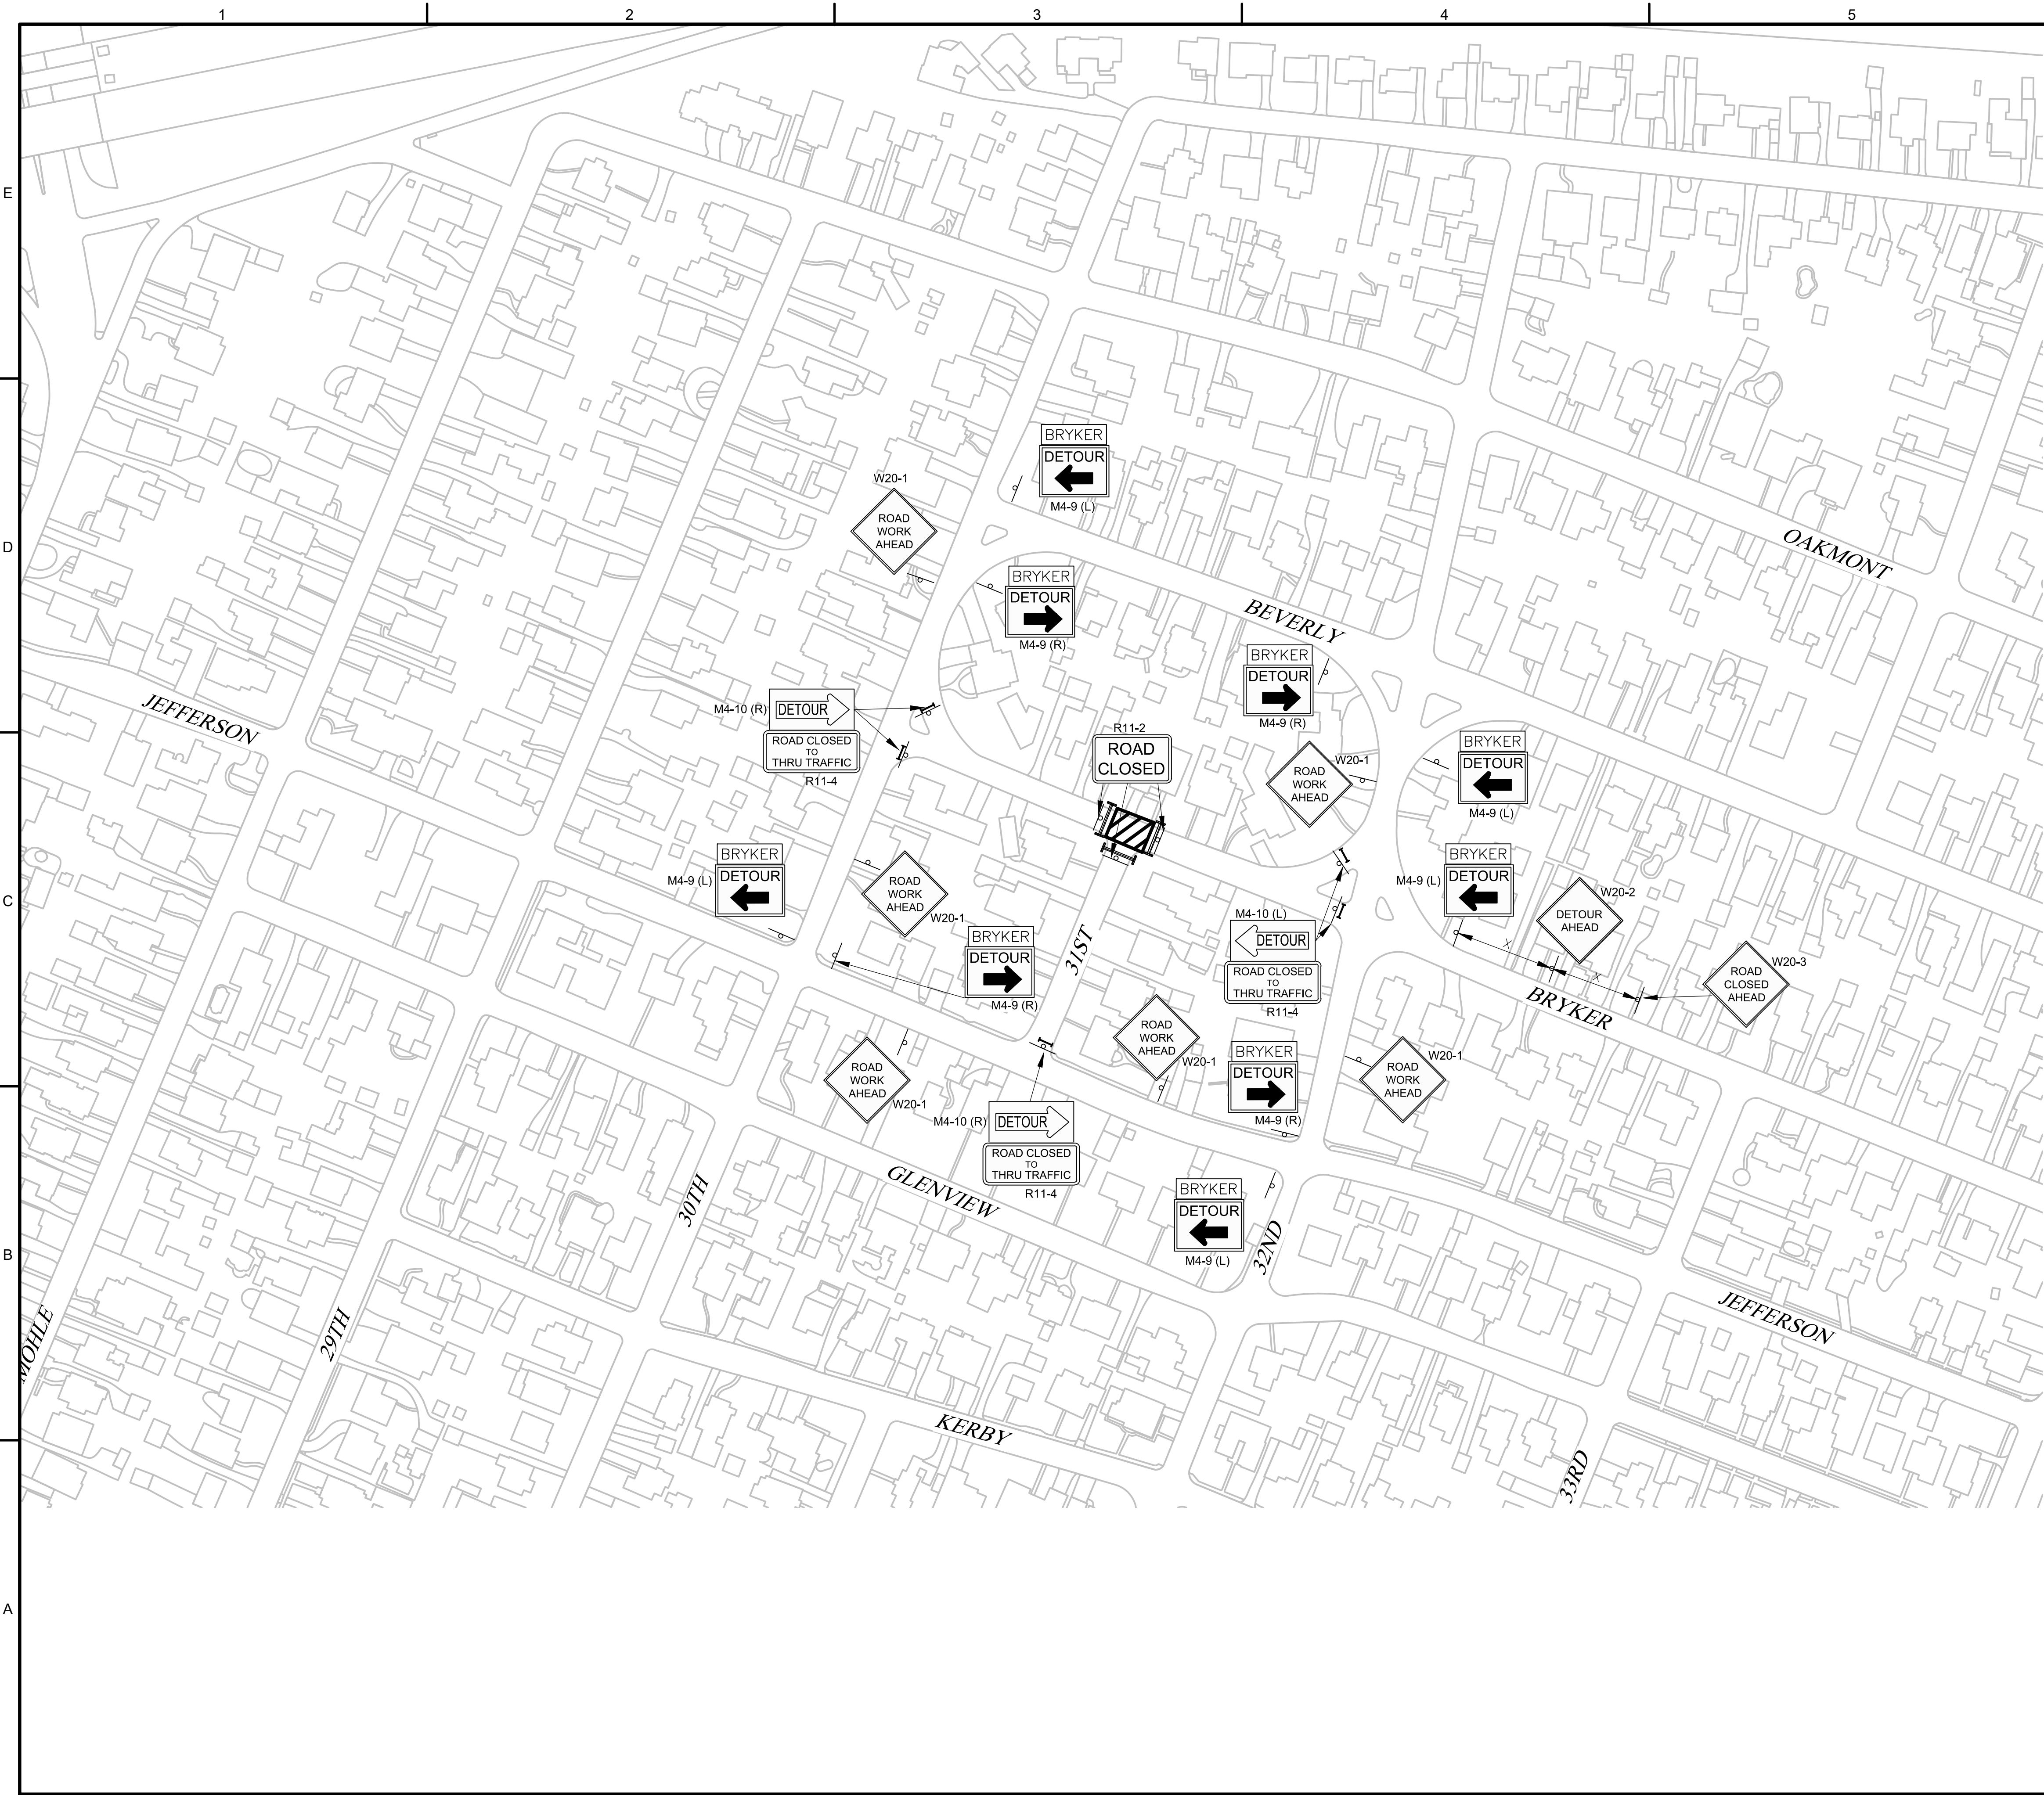 1
2
3
4
5
E
D
C
B
A
BRYKER
DETOUR
M4-9 (L)
W20-1
ROAD
WORK
AHEAD
OAKMONT
BRYKER
DETOUR
M4-9 (R)
BEVERLY
BRYKER
DETOUR
M4-9 (R)
JEFFERSON
M4-10 (R)
DETOUR
ROAD CLOSED
TO
THRU TRAFFIC
R11-4
R11-2
ROAD
CLOSED
W20-1
ROAD
WORK
AHEAD
BRYKER
DETOUR
M4-9 (L)
BRYKER
M4-9 (L)
DETOUR
ROAD
WORK
AHEAD
W20-1
BRYKER
M4-9 (L)
DETOUR
W20-2
DETOUR
AHEAD
X
X
W20-3
ROAD
CLOSED
AHEAD
BRYKER
BRYKER
DETOUR
M4-9 (R)
31ST
M4-10 (L)
DETOUR
ROAD CLOSED
TO
THRU TRAFFIC
R11-4
ROAD
WORK
AHEAD
W20-1
ROAD
WORK
AHEAD
W20-1
BRYKER
DETOUR
M4-9 (R)
W20-1
ROAD
WORK
AHEAD
M4-10 (R)
DETOUR
ROAD CLOSED
TO
THRU TRAFFIC
R11-4
GLENVIEW
30TH
BRYKER
DETOUR
M4-9 (L)
32ND
JEFFERSON
MOHLE
29TH
KERBY
33RD